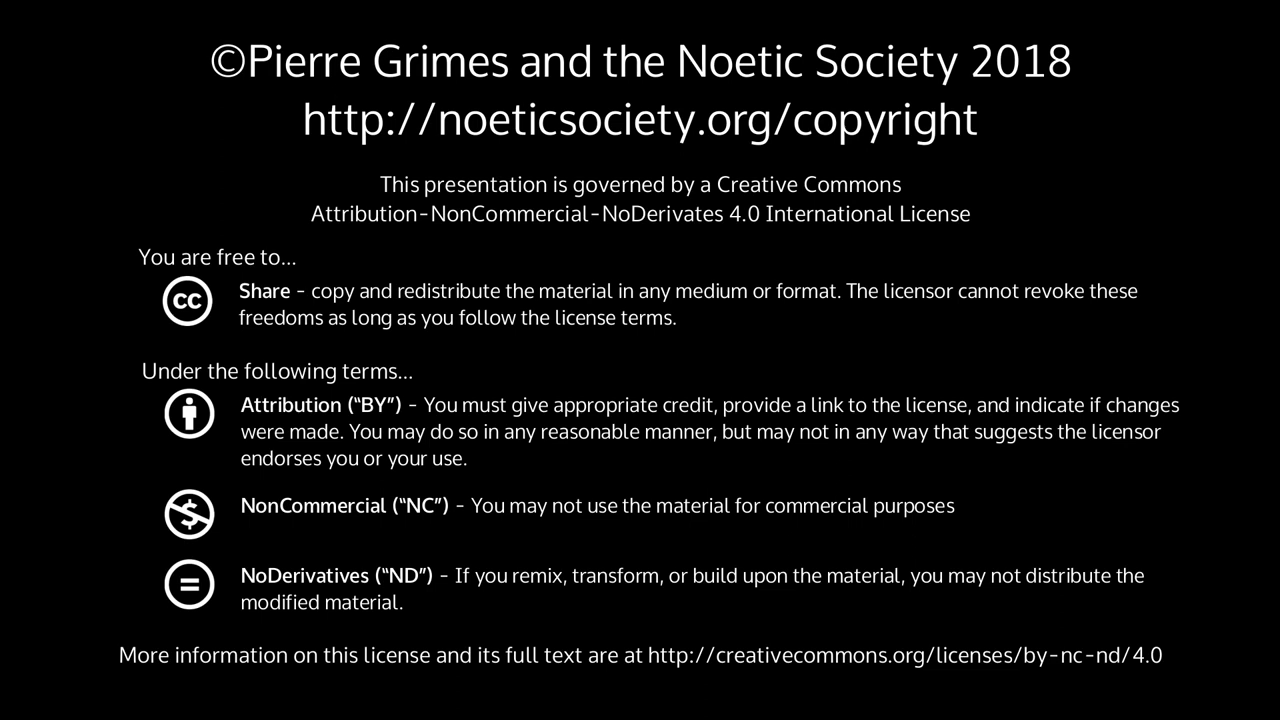 ©Pierre Grimes and the Noetic Society 2018
http://noeticsociety.org/copyright
This presentation is governed by a Creative Commons
Attribution-NonCommercial-NoDerivates 4.0 International License
You are free to...
cc
Share - copy and redistribute the material in any medium or format. The licensor cannot revoke these
freedoms as long as you follow the license terms.
Under the following terms...
Attribution (“BY”) - You must give appropriate credit, provide a link to the license, and indicate if changes
were made. You may do so in any reasonable manner, but may not in any way that suggests the licensor
endorses you or your use.
NonCommercial (“NC”) - You may not use the material for commercial purposes
NoDerivatives (“ND”) - If you remix, transform, or build upon the material, you may not distribute the
modified material.
More information on this license and its full text are at http://creativecommons.org/licenses/by-nc-nd/4.0